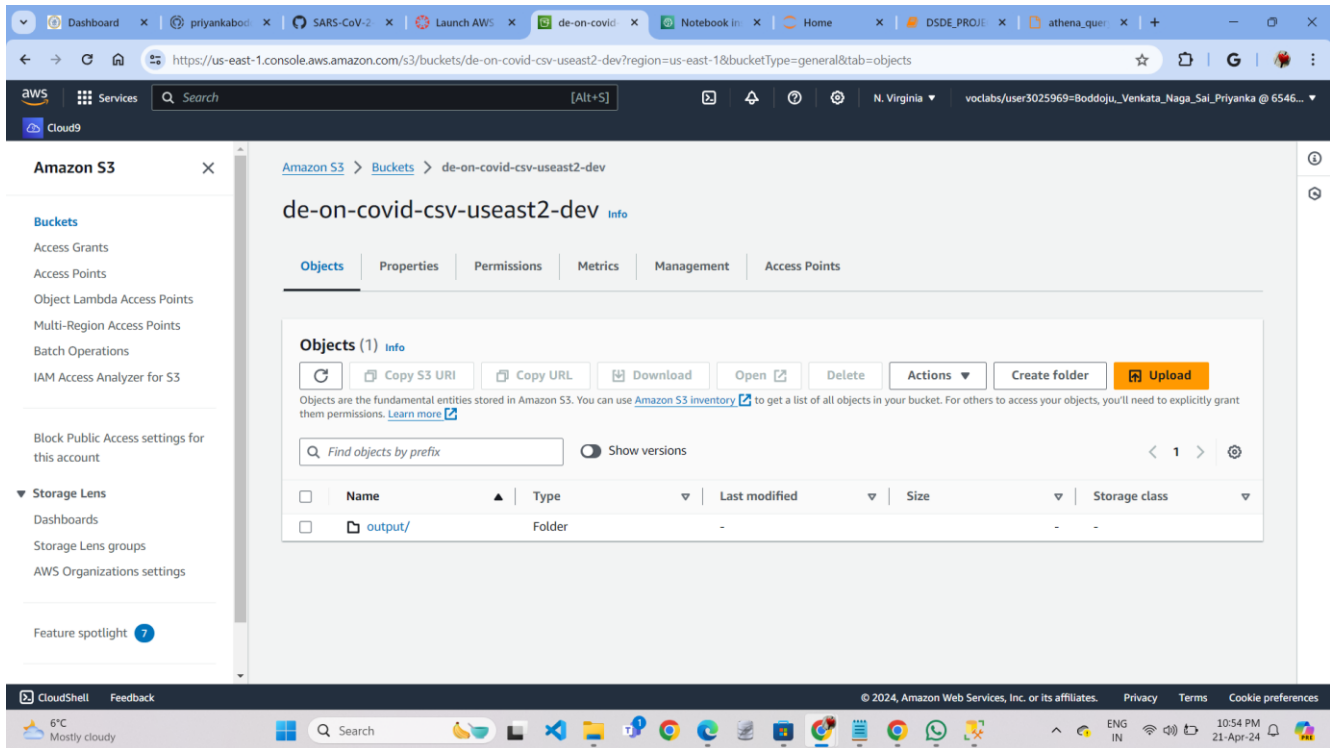 Dashboard
priyankabod
SARS-CoV-2
Launch AWS
de-on-covid-
Notebook in
Home
DSDE_PROJE
athena_quer
https://us-east-1.console.aws.amazon.com/s3/buckets/de-on-covid-csv-useast2-dev?region=us-east-1&bucketType=general&tab=objects
G
aws
Services
Search
[Alt+S]
N. Virginia
voclabs/user3025969=Boddoju,_Venkata_Naga_Sai_Priyanka @ 6546...
Cloud9
Amazon S3
Buckets
Access Grants
Access Points
Object Lambda Access Points
Multi-Region Access Points
Batch Operations
IAM Access Analyzer for S3
Block Public Access settings for
this account
Storage Lens
Dashboards
Storage Lens groups
AWS Organizations settings
Feature spotlight 7
Amazon S3 > Buckets > de-on-covid-csv-useast2-dev
de-on-covid-csv-useast2-dev Info
Objects Properties Permissions Metrics Management Access Points
Objects (1) Info
Copy S3 URI Copy URL Download Open Delete Actions Create folder Upload
Objects are the fundamental entities stored in Amazon S3. You can use Amazon S3 inventory to get a list of all objects in your bucket. For others to access your objects, you'll need to explicitly grant
them permissions. Learn more
Find objects by prefix Show versions < 1 >
Name Type Last modified Size Storage class
output/ Folder - - -
CloudShell Feedback © 2024, Amazon Web Services, Inc. or its affiliates. Privacy Terms Cookie preferences
6°C
Mostly cloudy
Search
ENG
IN
10:54 PM
21-Apr-24